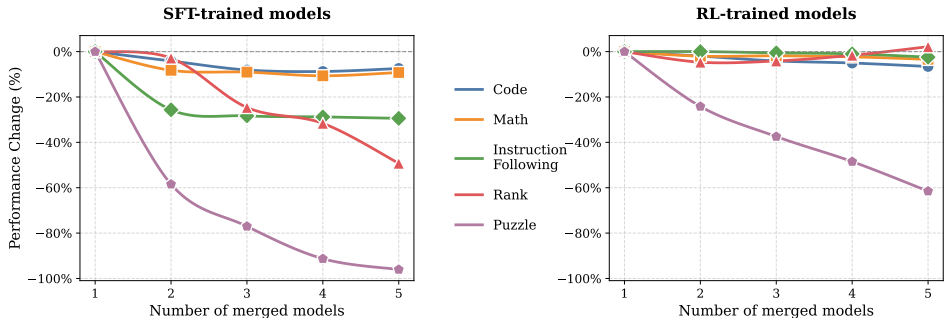 SFT-trained models
RL-trained models
Performance Change (%)
0%
−20%
−40%
−60%
−80%
−100%
1 2 3 4 5
Number of merged models
Code
Math
Instruction
Following
Rank
Puzzle
0%
−20%
−40%
−60%
−80%
−100%
1 2 3 4 5
Number of merged models